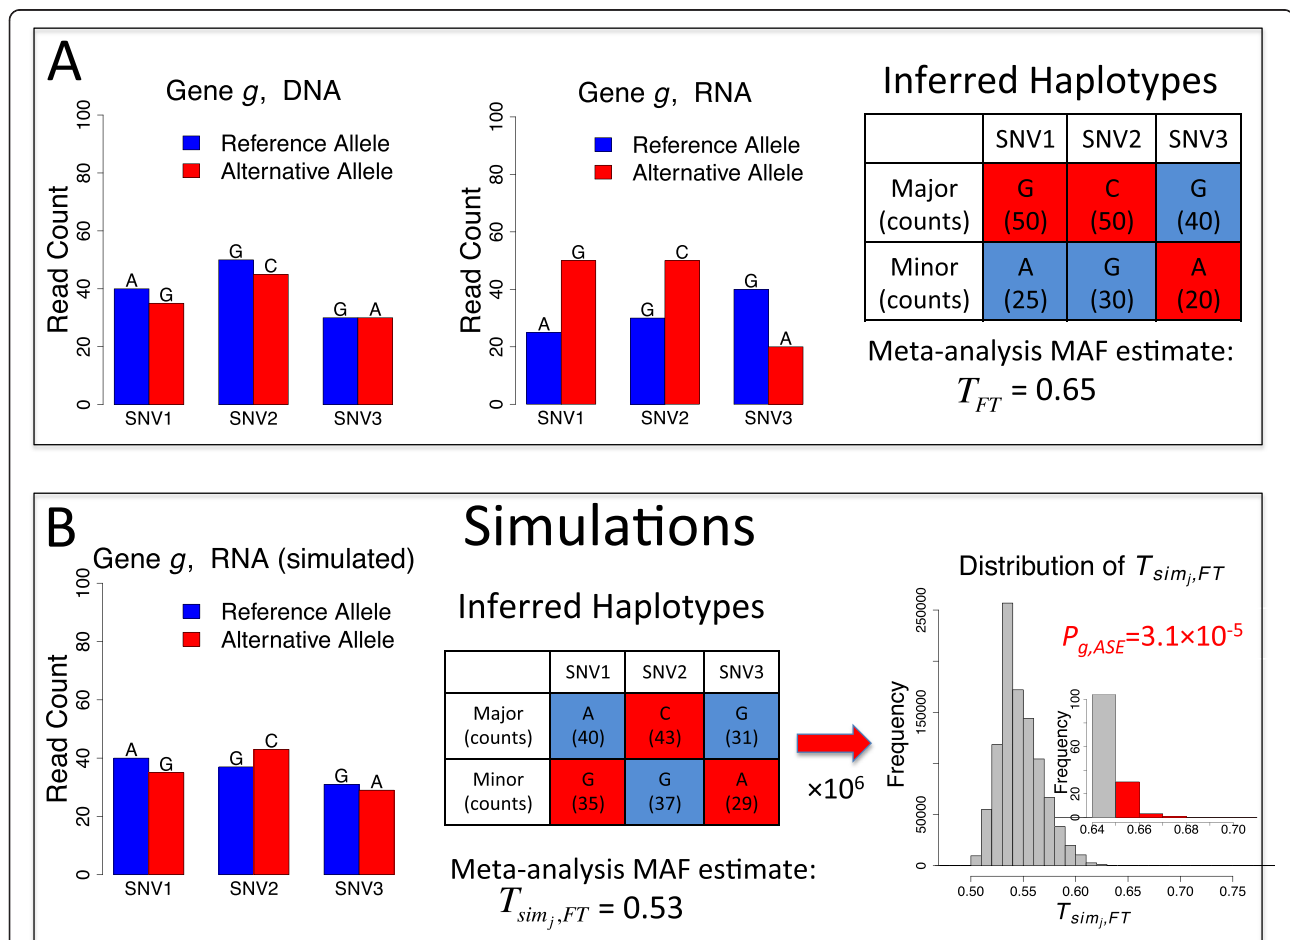 A
Gene g, DNA
100
80
60
40
20
0
Read Count
Reference Allele
Alternative Allele
A
G
G
C
G
A
SNV1
SNV2
SNV3
Gene g, RNA
100
80
60
40
20
0
Read Count
Reference Allele
Alternative Allele
A
G
G
C
G
A
SNV1
SNV2
SNV3
Inferred Haplotypes
SNV1 SNV2 SNV3
Major (counts) G (50) C (50) G (40)
Minor (counts) A (25) G (30) A (20)
Meta-analysis MAF estimate:
T_FT = 0.65
B
Simulations
Gene g, RNA (simulated)
100
80
60
40
20
0
Read Count
Reference Allele
Alternative Allele
A
G
G
C
G
A
SNV1
SNV2
SNV3
Inferred Haplotypes
SNV1 SNV2 SNV3
Major (counts) A (40) C (43) G (31)
Minor (counts) G (35) G (37) A (29)
Meta-analysis MAF estimate:
T_sim_j,FT = 0.53
×10⁶
Distribution of T_sim_j,FT
P_g,ASE=3.1×10⁻⁵
250000
150000
50000
0
Frequency
100
60
20
0
Frequency
0.64 0.66 0.68 0.70
0.50 0.55 0.60 0.65 0.70 0.75
T_sim_j,FT